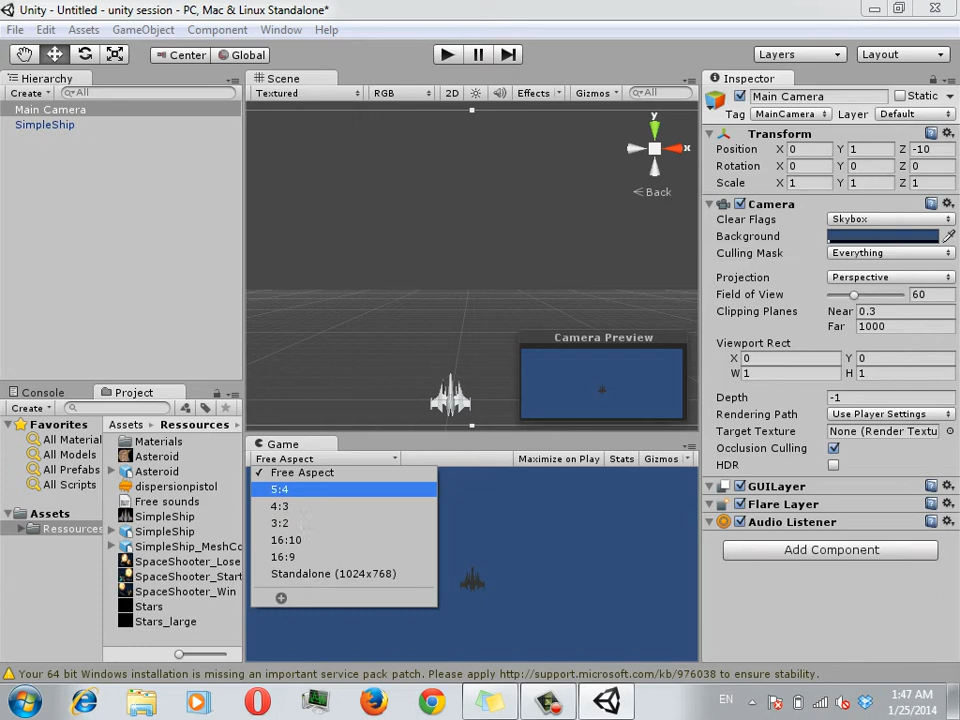 Unity - Untitled - unity session - PC, Mac & Linux Standalone*
File Edit Assets GameObject Component Window Help
Center Global Layers Layout
Hierarchy
Create All
Main Camera
SimpleShip
Scene
Textured RGB 2D Effects Gizmos All
y
x
Back
Camera Preview
Console Project
Create
Favorites
All Material
All Models
All Prefabs
All Scripts
Assets
Ressources
Assets Ressources
Materials
Asteroid
Asteroid
dispersionpistol
Free sounds
SimpleShip
SimpleShip
SimpleShip_MeshCo
SpaceShooter_Lose
SpaceShooter_Start
SpaceShooter_Win
Stars
Stars_large
Game
Free Aspect Maximize on Play Stats Gizmos
Free Aspect
5:4
4:3
3:2
16:10
16:9
Standalone (1024x768)
Inspector
Main Camera Static
Tag MainCamera Layer Default
Transform
Position X 0 Y 1 Z -10
Rotation X 0 Y 0 Z 0
Scale X 1 Y 1 Z 1
Camera
Clear Flags Skybox
Background
Culling Mask Everything
Projection Perspective
Field of View 60
Clipping Planes Near 0.3
Far 1000
Viewport Rect
X 0 Y 0
W 1 H 1
Depth -1
Rendering Path Use Player Settings
Target Texture None (Render Textu
Occlusion Culling
HDR
GUILayer
Flare Layer
Audio Listener
Add Component
Your 64 bit Windows installation is missing an important service pack patch. Please apply http://support.microsoft.com/kb/976038 to ensure stability.
EN 1:47 AM
1/25/2014